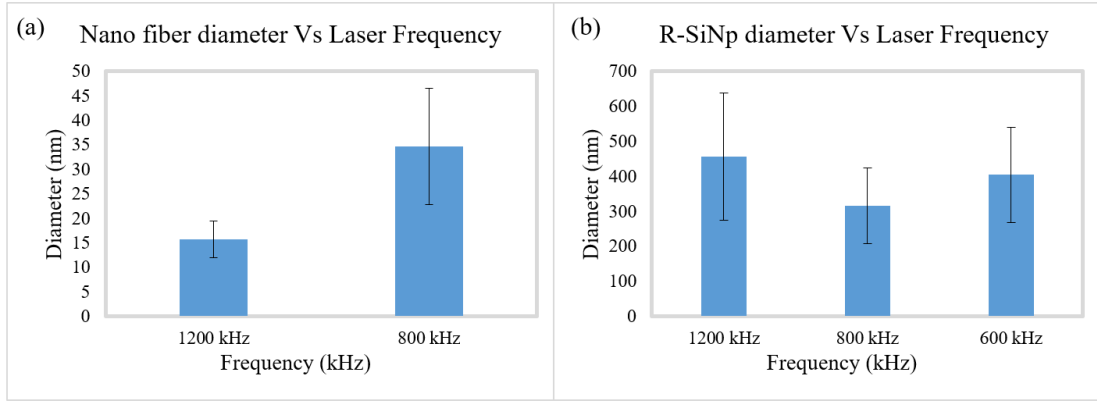 (a)
Nano fiber diameter Vs Laser Frequency
Diameter (nm)
50
45
40
35
30
25
20
15
10
5
0
1200 kHz
800 kHz
Frequency (kHz)
(b)
R-SiNp diameter Vs Laser Frequency
Diameter (nm)
700
600
500
400
300
200
100
0
1200 kHz
800 kHz
600 kHz
Frequency (kHz)